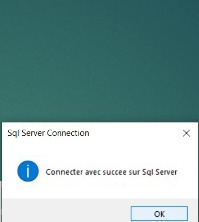 Sql Server Connection
Connecter avec succee sur Sql Server
OK